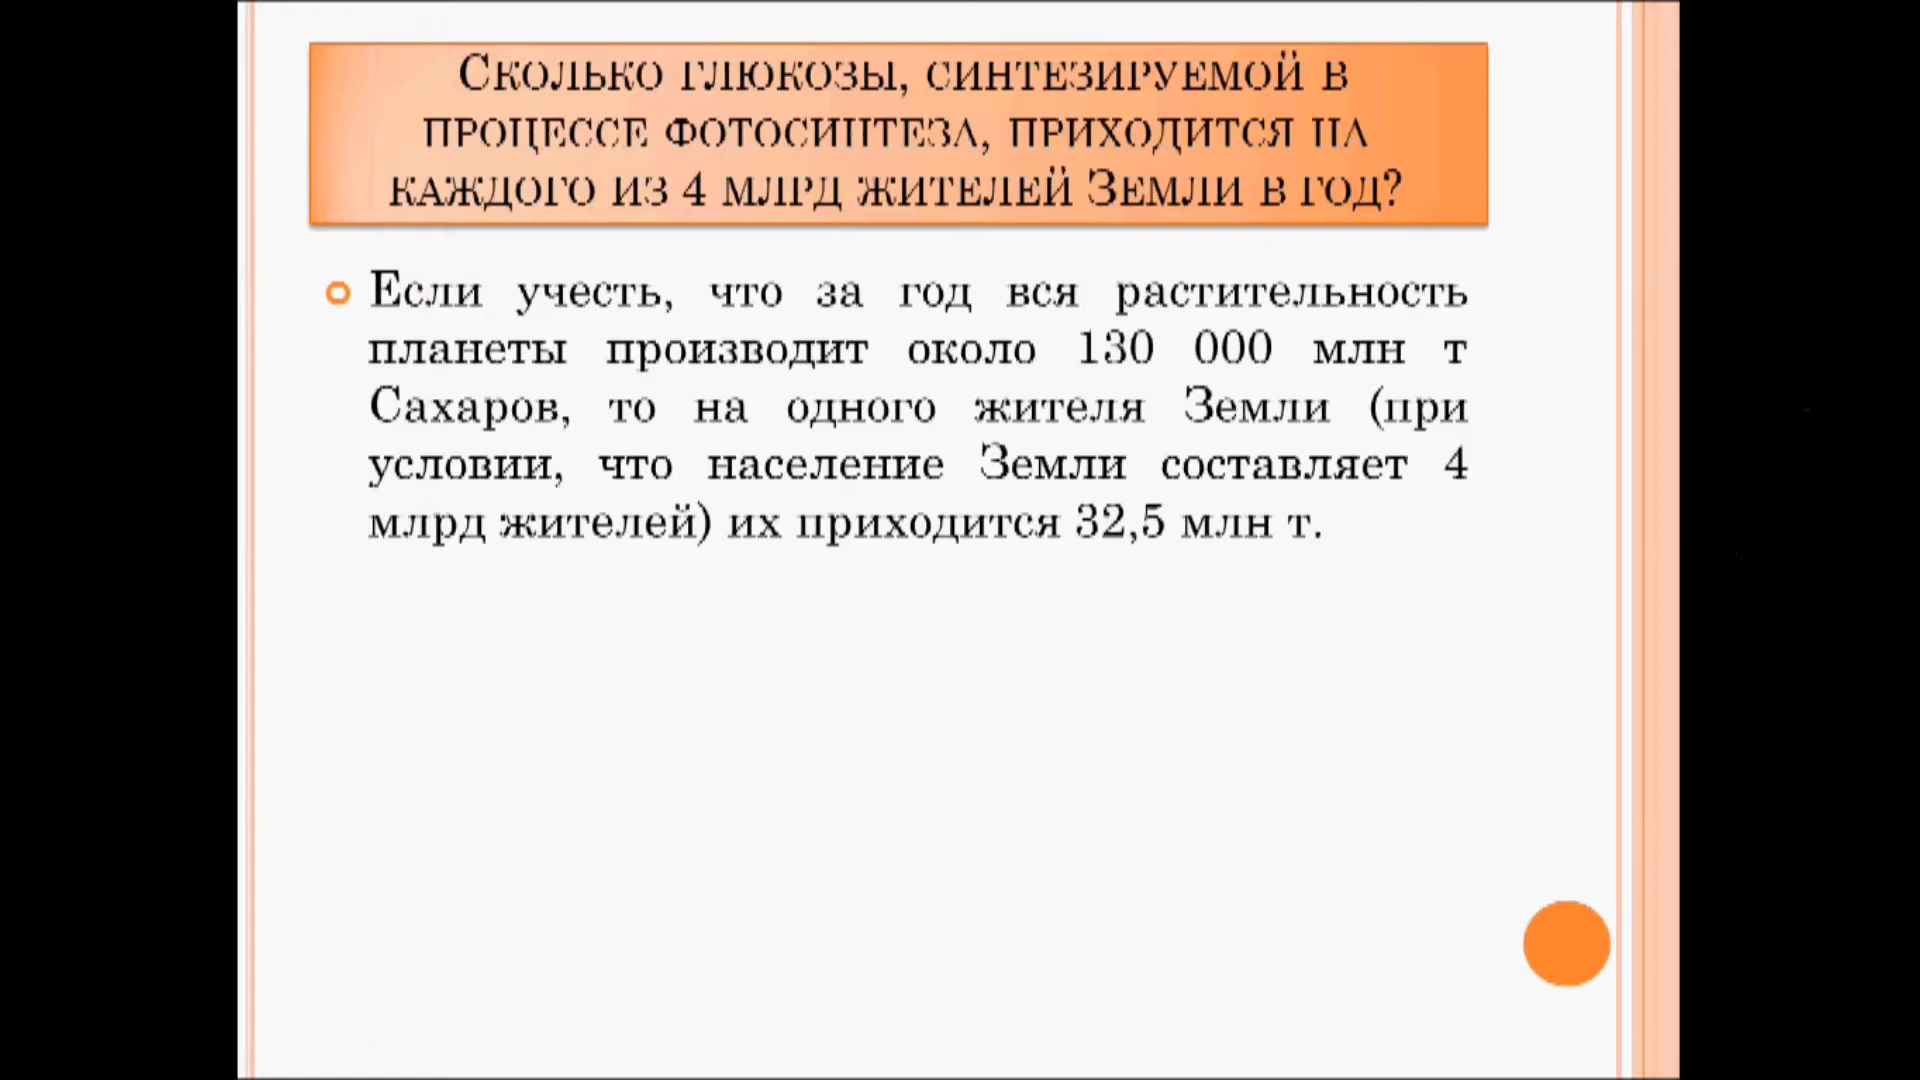 Сколько глюкозы, синтезируемой в
процессе фотосинтеза, приходится на
каждого из 4 млрд жителей Земли в год?
Если учесть, что за год вся растительность
планеты производит около 130 000 млн т
Сахаров, то на одного жителя Земли (при
условии, что население Земли составляет 4
млрд жителей) их приходится 32,5 млн т.